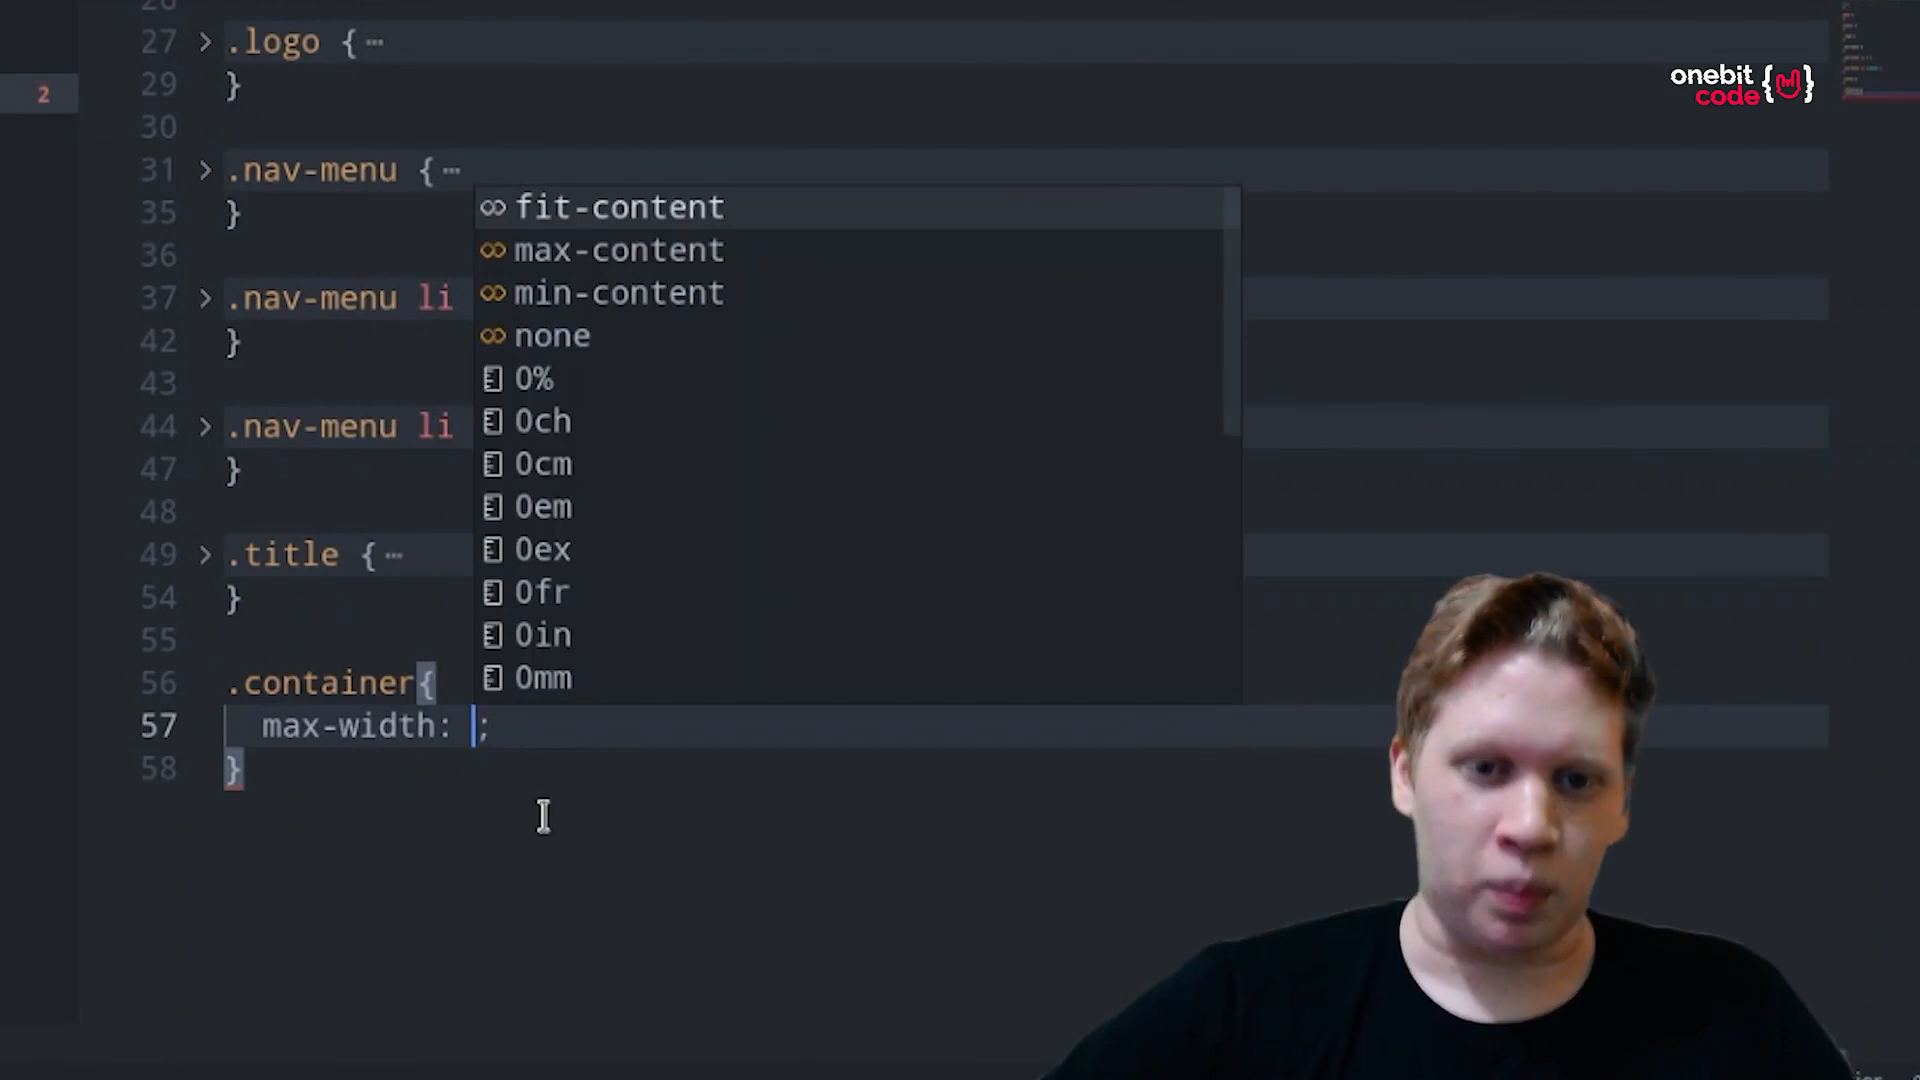 27 > .logo { ⋯
29 }
30
31 > .nav-menu { ⋯
35 }
36
37 > .nav-menu li
42 }
43
44 > .nav-menu li
47 }
48
49 > .title { ⋯
54 }
55
56 .container{
57 max-width: ;
58 }
2
fit-content
max-content
min-content
none
0%
0ch
0cm
0em
0ex
0fr
0in
0mm
onebit
code